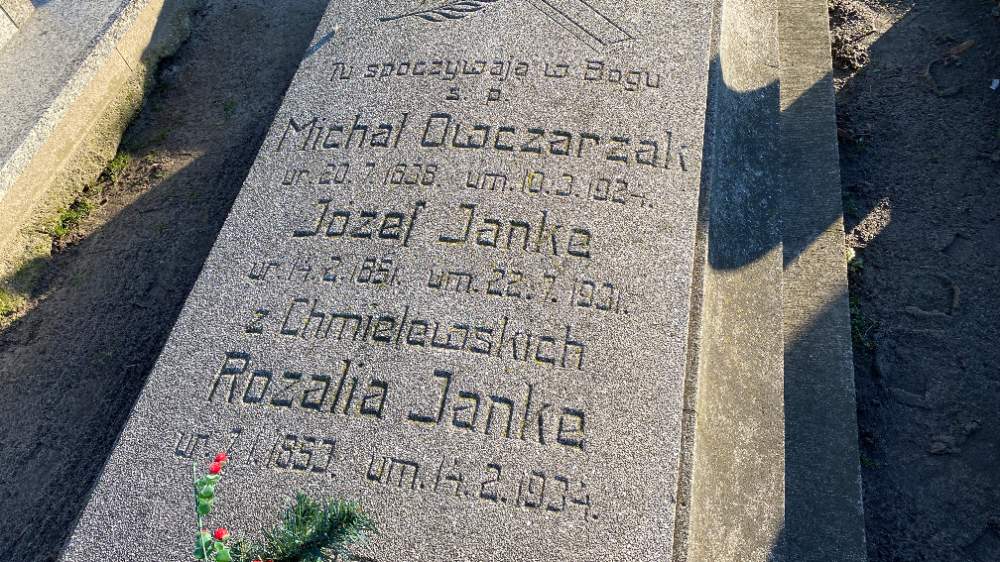 Tu spoczywają w Bogu
ś. p.
Michał Owczarzak
ur. 20.7.1838. um. 10.3.1924.
Józef Janke
ur. 14.2.1851. um. 22.7.1931.
z Chmielewskich
Rozalia Janke
ur. 7.1.1853. um. 14.2.1934.